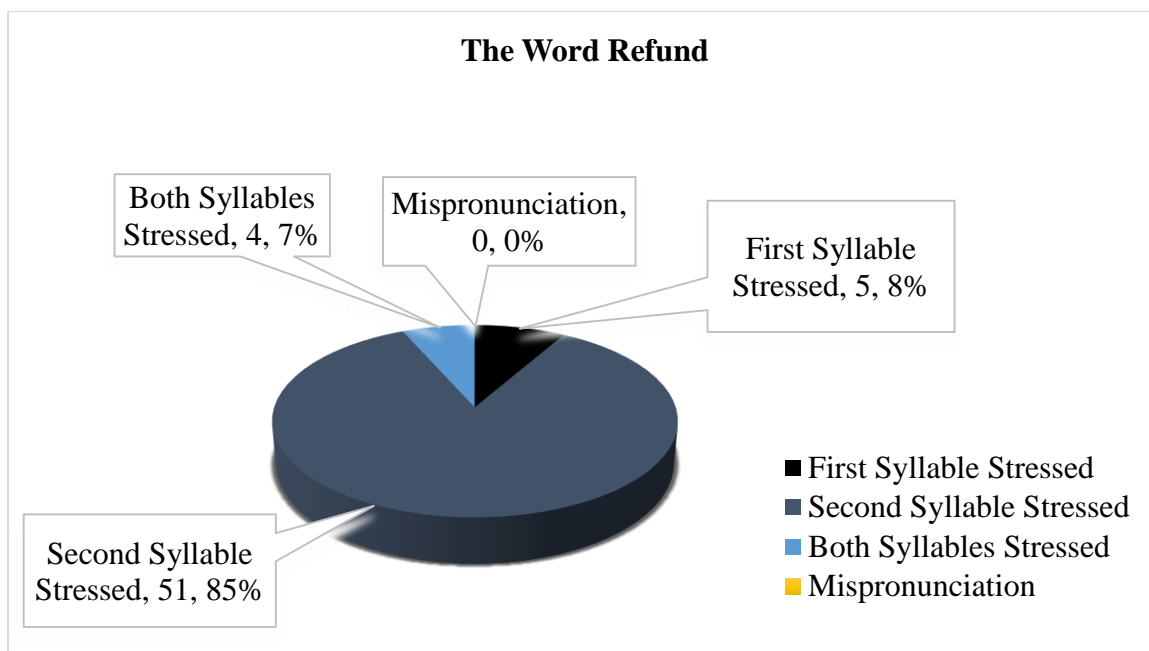 The Word Refund
Both Syllables
Stressed, 4, 7%
Mispronunciation,
0, 0%
First Syllable
Stressed, 5, 8%
Second Syllable
Stressed, 51, 85%
First Syllable Stressed
Second Syllable Stressed
Both Syllables Stressed
Mispronunciation